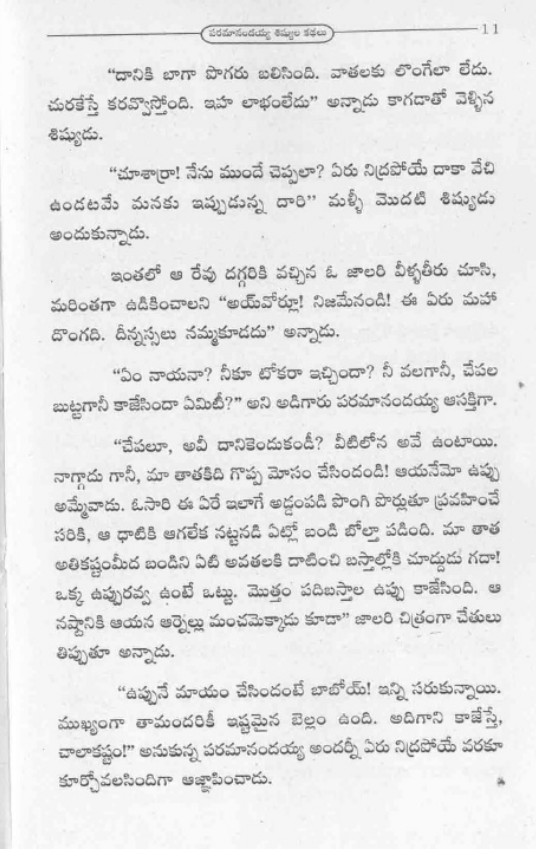 పరమానందయ్య శిష్యుల కథలు 11
"దానికి బాగా పొగరు బలిసింది. వాతలకు లొంగేలా లేదు.
చురకేస్తే కరవ్వొస్తోంది. ఇహ లాభంలేదు" అన్నాడు కాగడాతో వెళ్ళిన
శిష్యుడు.
"చూశార్రా! నేను ముందే చెప్పలా? ఏరు నిద్రపోయే దాకా వేచి
ఉండటమే మనకు ఇప్పుడున్న దారి" మళ్ళీ మొదటి శిష్యుడు
అందుకున్నాడు.
ఇంతలో ఆ రేవు దగ్గరికి వచ్చిన ఓ జాలరి వీళ్ళతీరు చూసి,
మరింతగా ఉడికించాలని "అయ్‌వోర్లూ! నిజమేనండి! ఈ ఏరు మహా
దొంగది. దీన్నస్సలు నమ్మకూడదు" అన్నాడు.
"ఏం నాయనా? నీకూ టోకరా ఇచ్చిందా? నీ వలగానీ, చేపల
బుట్టగానీ కాజేసిందా ఏమిటీ?" అని అడిగారు పరమానందయ్య ఆసక్తిగా.
"చేపలూ, అవీ దానికెందుకండీ? వీటిలోన అవే ఉంటాయి.
నాగ్గాదు గానీ, మా తాతకిది గొప్ప మోసం చేసిందండి! ఆయనేమో ఉప్పు
అమ్మేవాడు. ఓసారి ఈ ఏరే ఇలాగే అడ్డంపడి పొంగి పొర్లుతూ ప్రవహించే
సరికి, ఆ ధాటికి ఆగలేక నట్టనడి ఏట్లో బండి బోల్తా పడింది. మా తాత
అతికష్టంమీద బండిని ఏటి అవతలకి దాటించి బస్తాల్లోకి చూద్దుడు గదా!
ఒక్క ఉప్పురవ్వ ఉంటే ఒట్టు. మొత్తం పదిబస్తాల ఉప్పు కాజేసింది. ఆ
నష్టానికి ఆయన ఆర్నెల్లు మంచమెక్కాడు కూడా" జాలరి చిత్రంగా చేతులు
తిప్పుతూ అన్నాడు.
"ఉప్పునే మాయం చేసిందంటే బాబోయ్! ఇన్ని సరుకున్నాయి.
ముఖ్యంగా తామందరికీ ఇష్టమైన బెల్లం ఉంది. అదిగాని కాజేస్తే,
చాలాకష్టం!" అనుకున్న పరమానందయ్య అందర్నీ ఏరు నిద్రపోయే వరకూ
కూర్చోవలసిందిగా ఆజ్ఞాపించాడు.